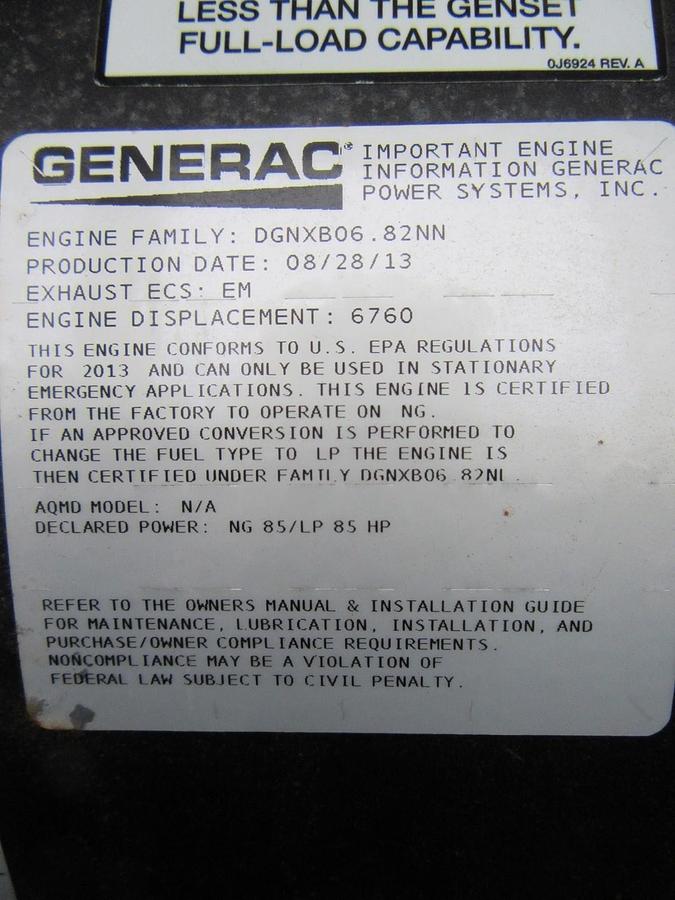 LESS THAN THE GENSET
FULL-LOAD CAPABILITY.
0J6924 REV. A
GENERAC® IMPORTANT ENGINE
INFORMATION GENERAC
POWER SYSTEMS, INC.
ENGINE FAMILY: DGNXB06.82NN
PRODUCTION DATE: 08/28/13
EXHAUST ECS: EM
ENGINE DISPLACEMENT: 6760
THIS ENGINE CONFORMS TO U.S. EPA REGULATIONS
FOR 2013 AND CAN ONLY BE USED IN STATIONARY
EMERGENCY APPLICATIONS. THIS ENGINE IS CERTIFIED
FROM THE FACTORY TO OPERATE ON NG.
IF AN APPROVED CONVERSION IS PERFORMED TO
CHANGE THE FUEL TYPE TO LP THE ENGINE IS
THEN CERTIFIED UNDER FAMILY DGNXB06.82NL.
AQMD MODEL: N/A
DECLARED POWER: NG 85/LP 85 HP
REFER TO THE OWNERS MANUAL & INSTALLATION GUIDE
FOR MAINTENANCE, LUBRICATION, INSTALLATION, AND
PURCHASE/OWNER COMPLIANCE REQUIREMENTS.
NONCOMPLIANCE MAY BE A VIOLATION OF
FEDERAL LAW SUBJECT TO CIVIL PENALTY.